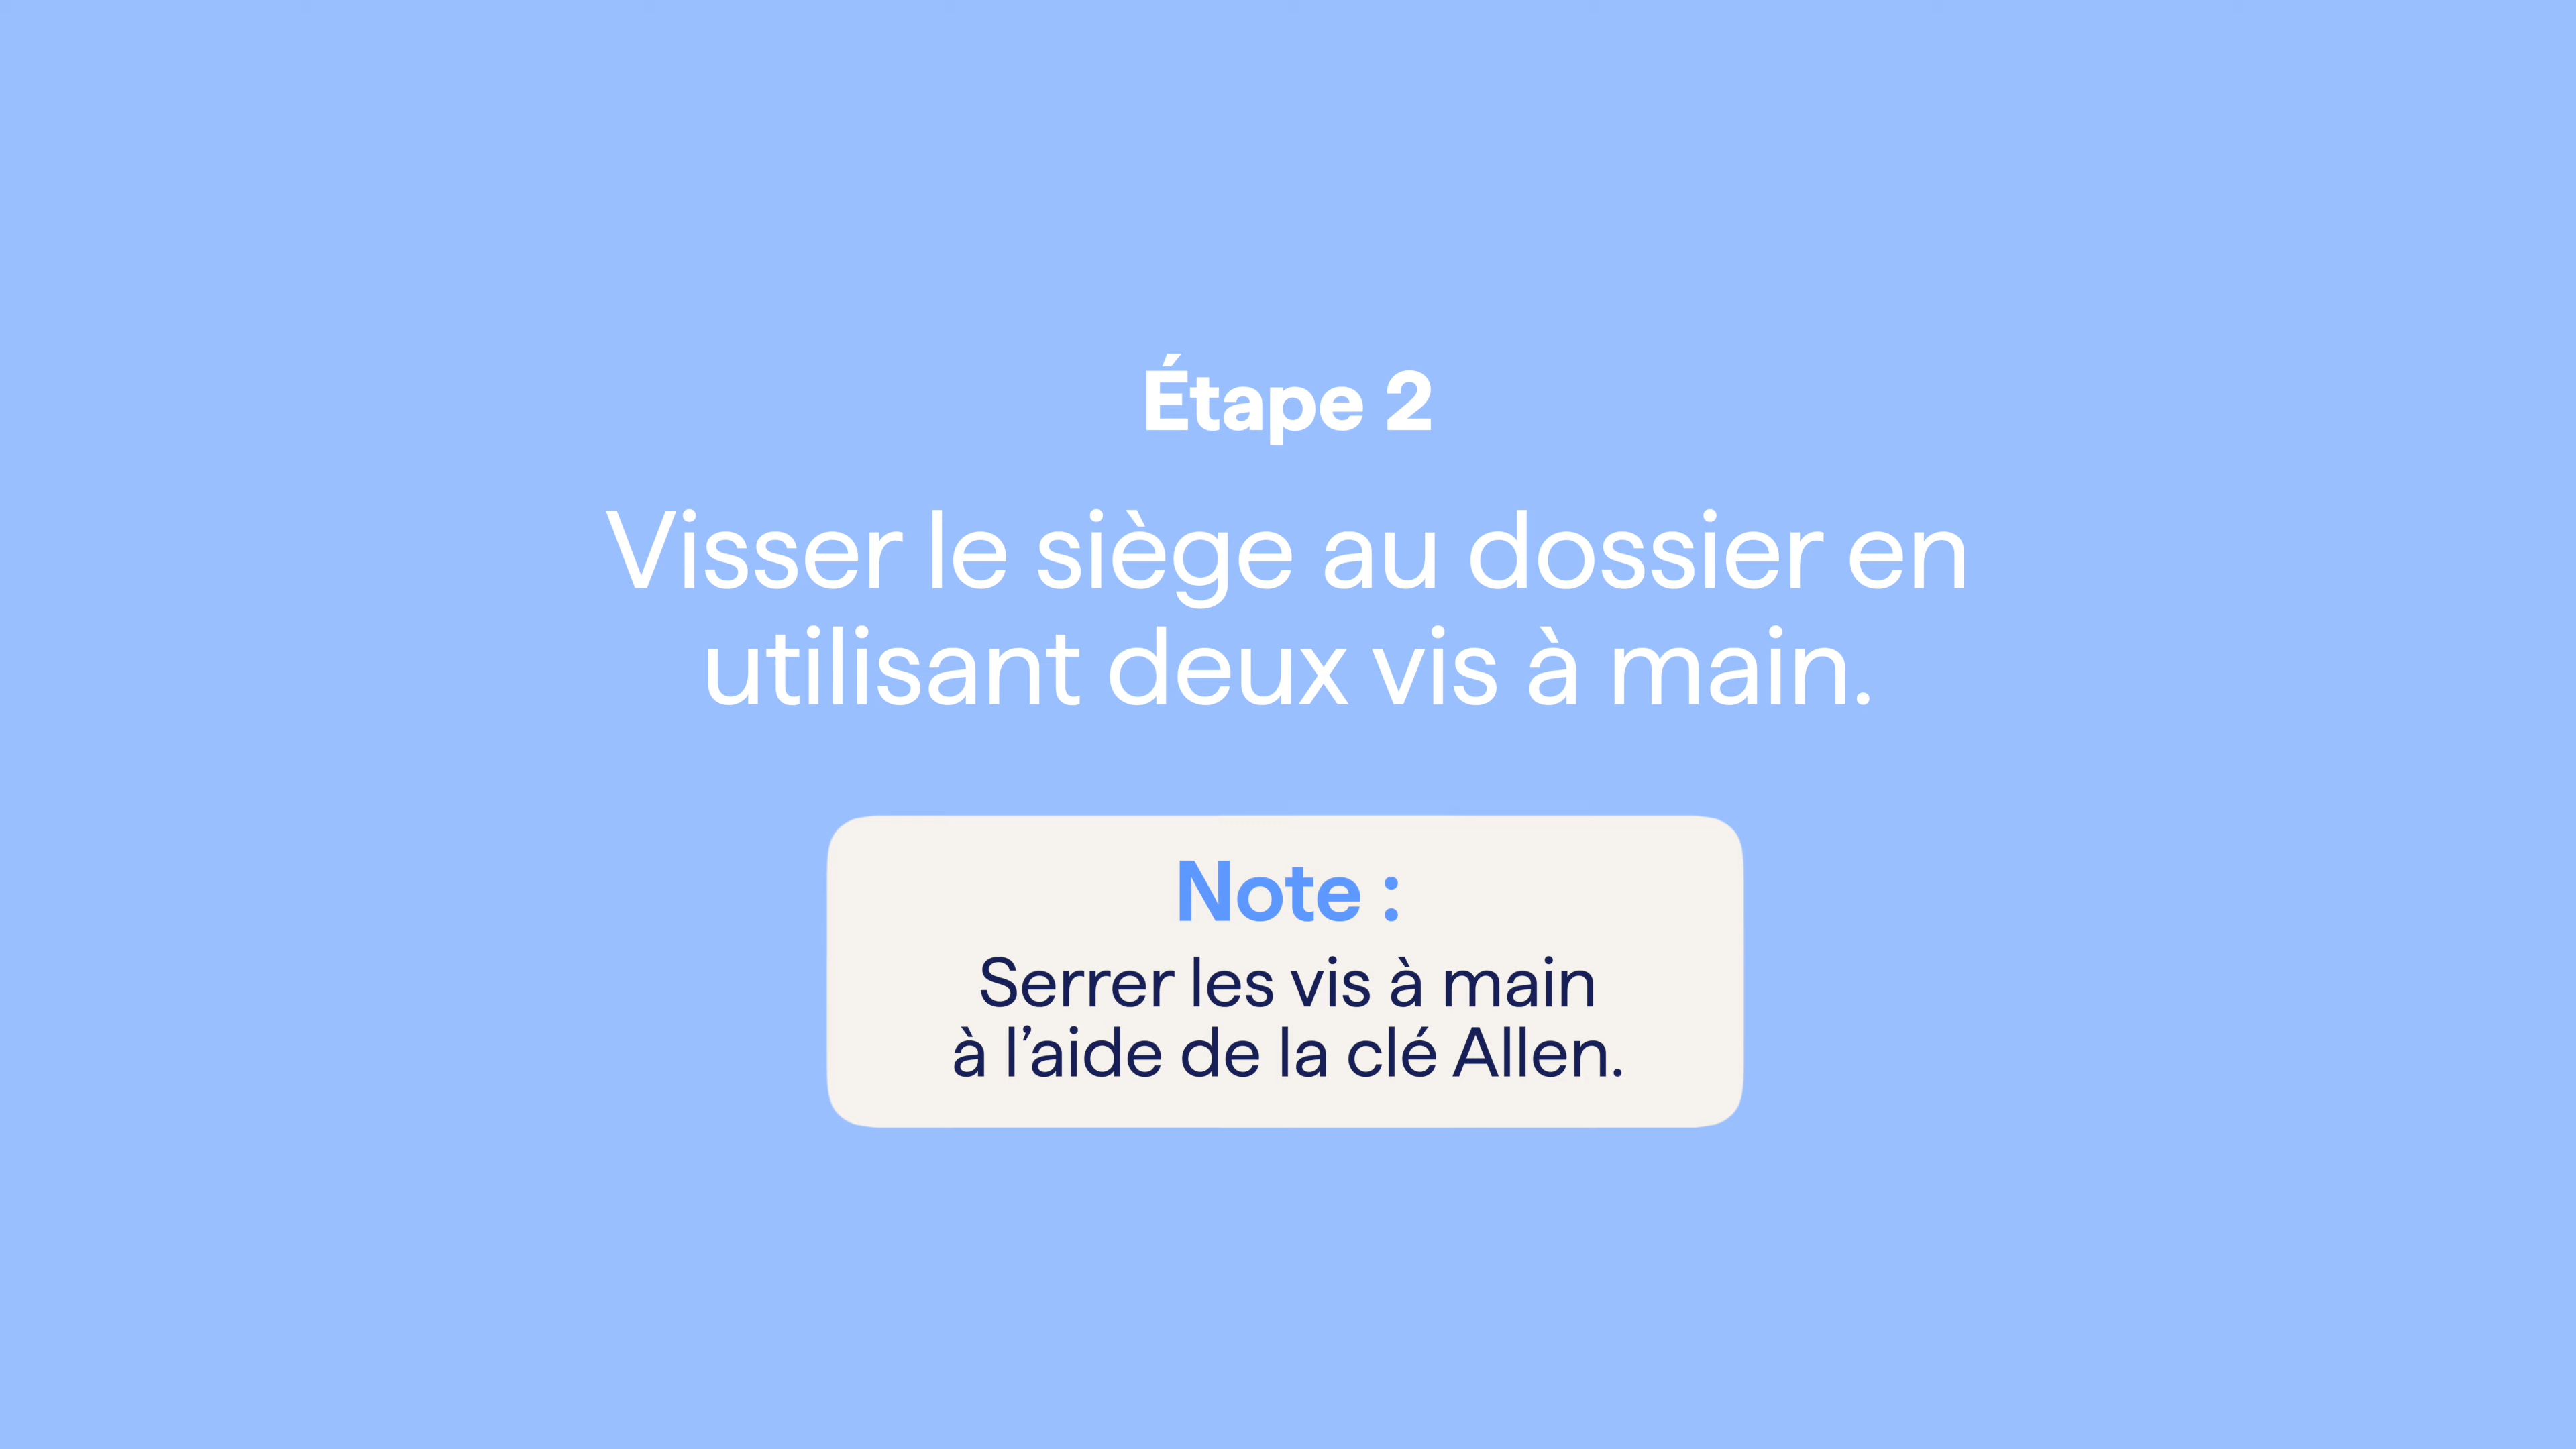 Étape 2
Visser le siège au dossier en
utilisant deux vis à main.
Note :
Serrer les vis à main
à l’aide de la clé Allen.